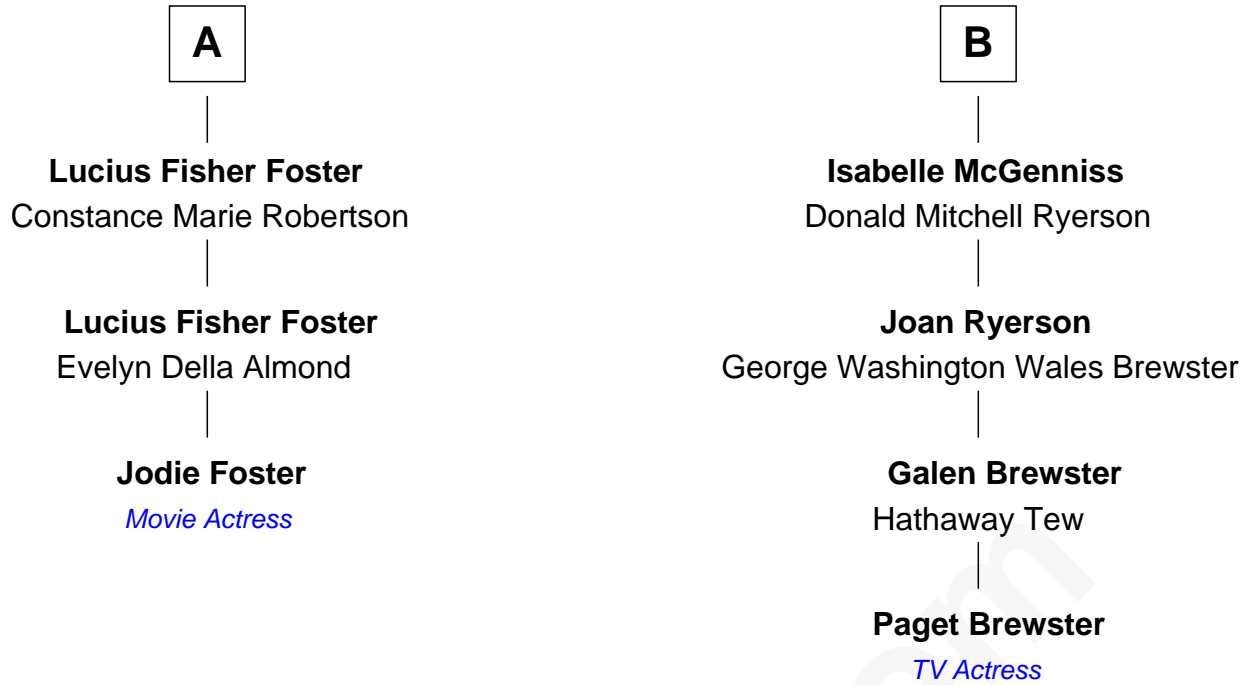 A
Lucius Fisher Foster
Constance Marie Robertson
Lucius Fisher Foster
Evelyn Della Almond
Jodie Foster
Movie Actress
B
Isabelle McGenniss
Donald Mitchell Ryerson
Joan Ryerson
George Washington Wales Brewster
Galen Brewster
Hathaway Tew
Paget Brewster
TV Actress